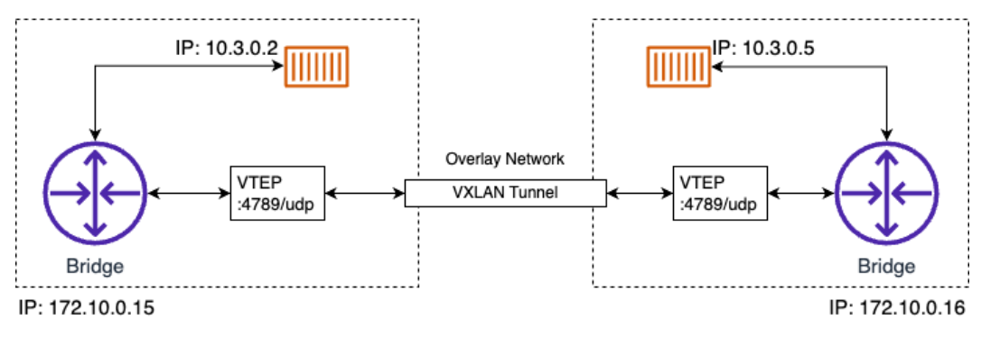 IP: 10.3.0.2
IP: 10.3.0.5
Overlay Network
VTEP
:4789/udp
VXLAN Tunnel
VTEP
:4789/udp
Bridge
Bridge
IP: 172.10.0.15
IP: 172.10.0.16